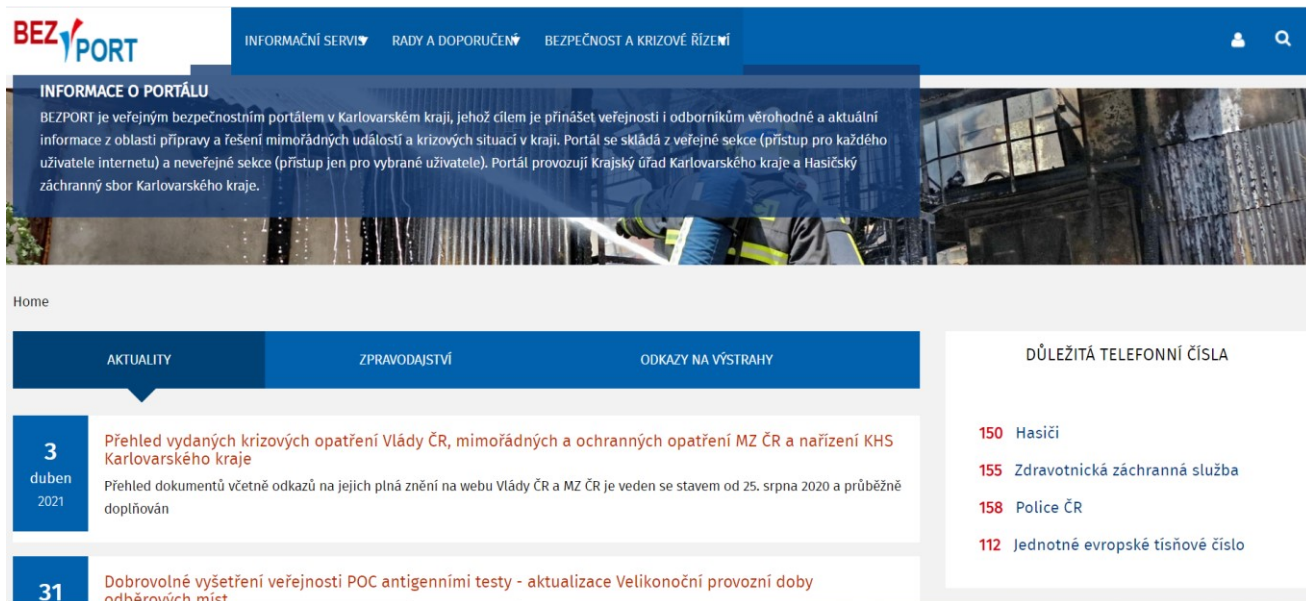 BEZPORT
INFORMAČNÍ SERVIS
RADY A DOPORUČENÍ
BEZPEČNOST A KRIZOVÉ ŘÍZENÍ
INFORMACE O PORTÁLU
BEZPORT je veřejným bezpečnostním portálem v Karlovarském kraji, jehož cílem je přinášet veřejnosti i odborníkům věrohodné a aktuální
informace z oblasti přípravy a řešení mimořádných událostí a krizových situací v kraji. Portál se skládá z veřejné sekce (přístup pro každého
uživatele internetu) a neveřejné sekce (přístup jen pro vybrané uživatele). Portál provozují Krajský úřad Karlovarského kraje a Hasičský
záchranný sbor Karlovarského kraje.
Home
AKTUALITY
ZPRAVODAJSTVÍ
ODKAZY NA VÝSTRAHY
3
duben
2021
Přehled vydaných krizových opatření Vlády ČR, mimořádných a ochranných opatření MZ ČR a nařízení KHS
Karlovarského kraje
Přehled dokumentů včetně odkazů na jejich plná znění na webu Vlády ČR a MZ ČR je veden se stavem od 25. srpna 2020 a průběžně
doplňován
31
Dobrovolné vyšetření veřejnosti POC antigenními testy - aktualizace Velikonoční provozní doby
odběrových míst
DŮLEŽITÁ TELEFONNÍ ČÍSLA
150 Hasiči
155 Zdravotnická záchranná služba
158 Police ČR
112 Jednotné evropské tísňové číslo